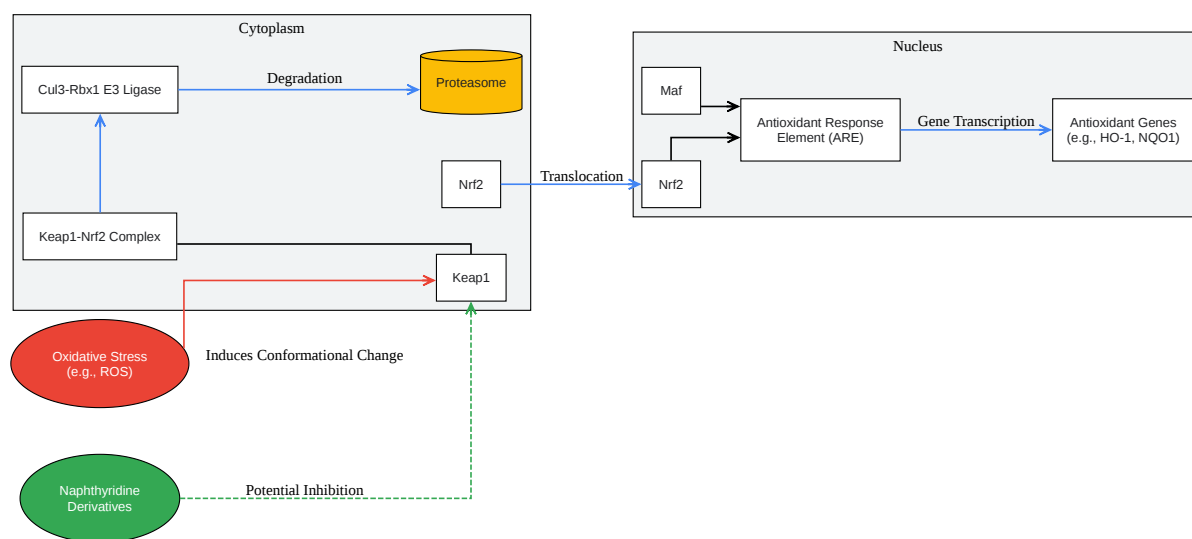 Cytoplasm
Cul3-Rbx1 E3 Ligase
Degradation
Proteasome
Nrf2
Translocation
Keap1-Nrf2 Complex
Keap1
Oxidative Stress
(e.g., ROS)
Induces Conformational Change
Naphthyridine
Derivatives
Potential Inhibition
Nucleus
Maf
Nrf2
Antioxidant Response
Element (ARE)
Gene Transcription
Antioxidant Genes
(e.g., HO-1, NQO1)